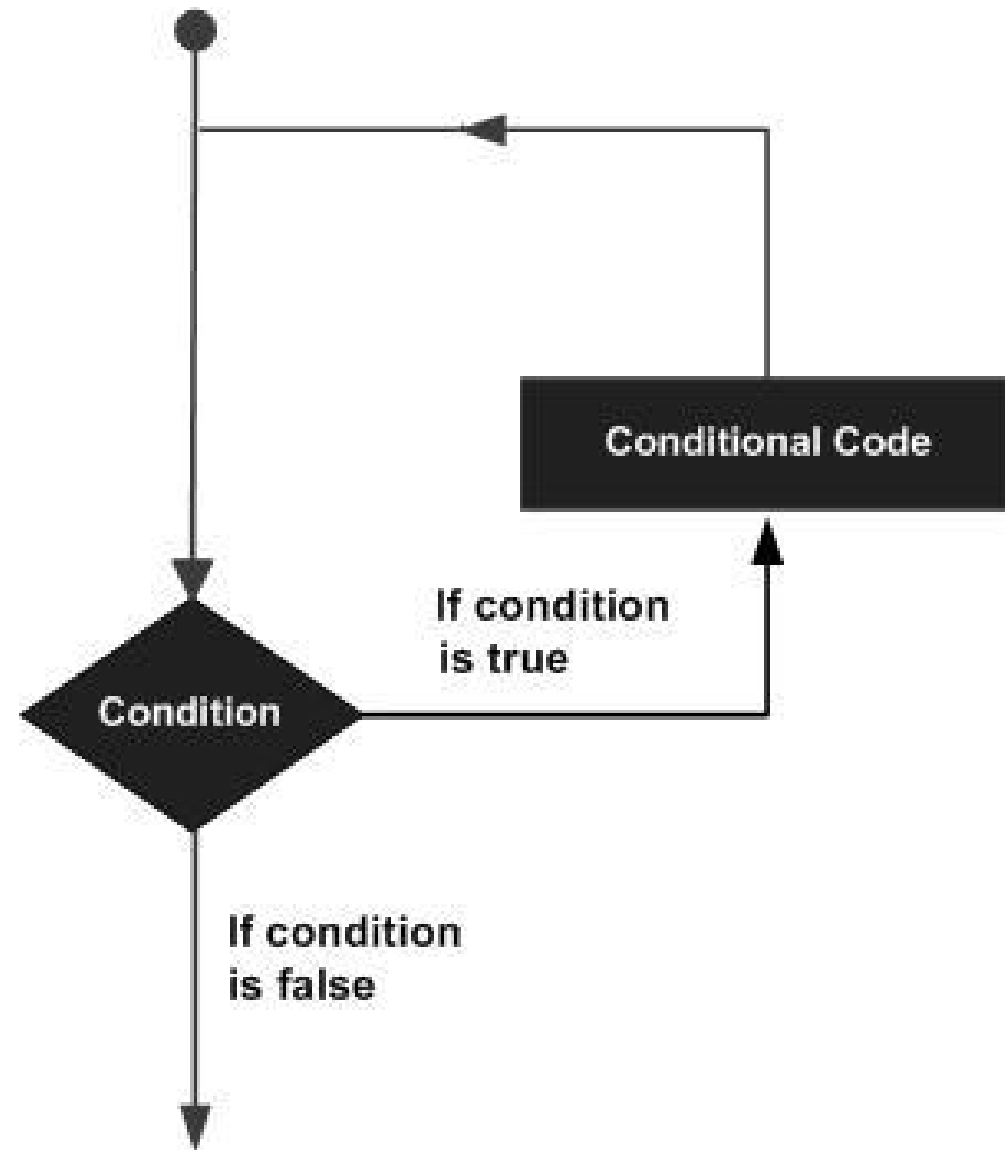 Conditional Code
If condition
is true
Condition
If condition
is false